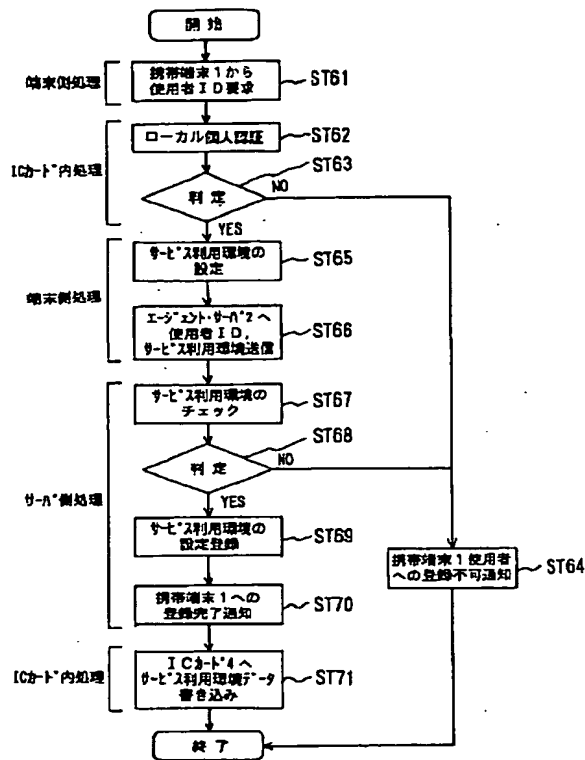 開始
端末側処理
携帯端末1から
使用者ID要求
ST61
ICｶｰﾄﾞ内処理
ローカル個人認証
ST62
ST63
判定
NO
YES
端末側処理
ｻｰﾋﾞｽ利用環境の
設定
ST65
ｴｰｼﾞｪﾝﾄ･ｻｰﾊﾞ2へ
使用者ID,
ｻｰﾋﾞｽ利用環境送信
ST66
サーバ側処理
ｻｰﾋﾞｽ利用環境の
チェック
ST67
ST68
判定
NO
YES
ｻｰﾋﾞｽ利用環境の
設定登録
ST69
携帯端末1使用者
への登録不可通知
ST64
携帯端末1への
登録完了通知
ST70
ICｶｰﾄﾞ内処理
ICｶｰﾄﾞ4へ
ｻｰﾋﾞｽ利用環境ﾃﾞｰﾀ
書き込み
ST71
終了